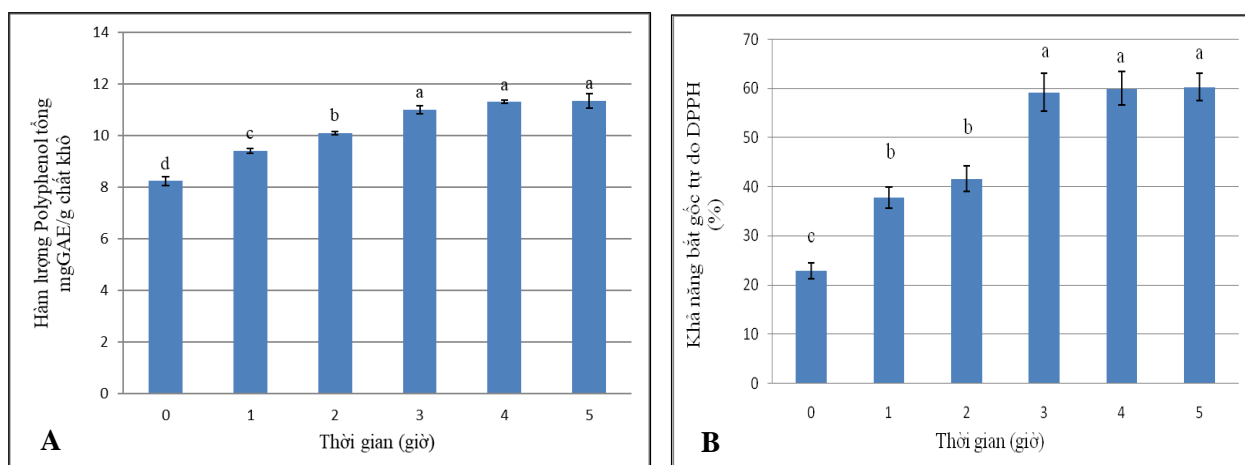 Hàm lượng Polyphenol tổng
mgGAE/g chất khô
14
12
10
8
6
4
2
0
d
c
b
a
a
a
0 1 2 3 4 5
Thời gian (giờ)
A
Khả năng bắt gốc tự do DPPH
(%)
70
60
50
40
30
20
10
0
c
b
b
a
a
a
0 1 2 3 4 5
Thời gian (giờ)
B